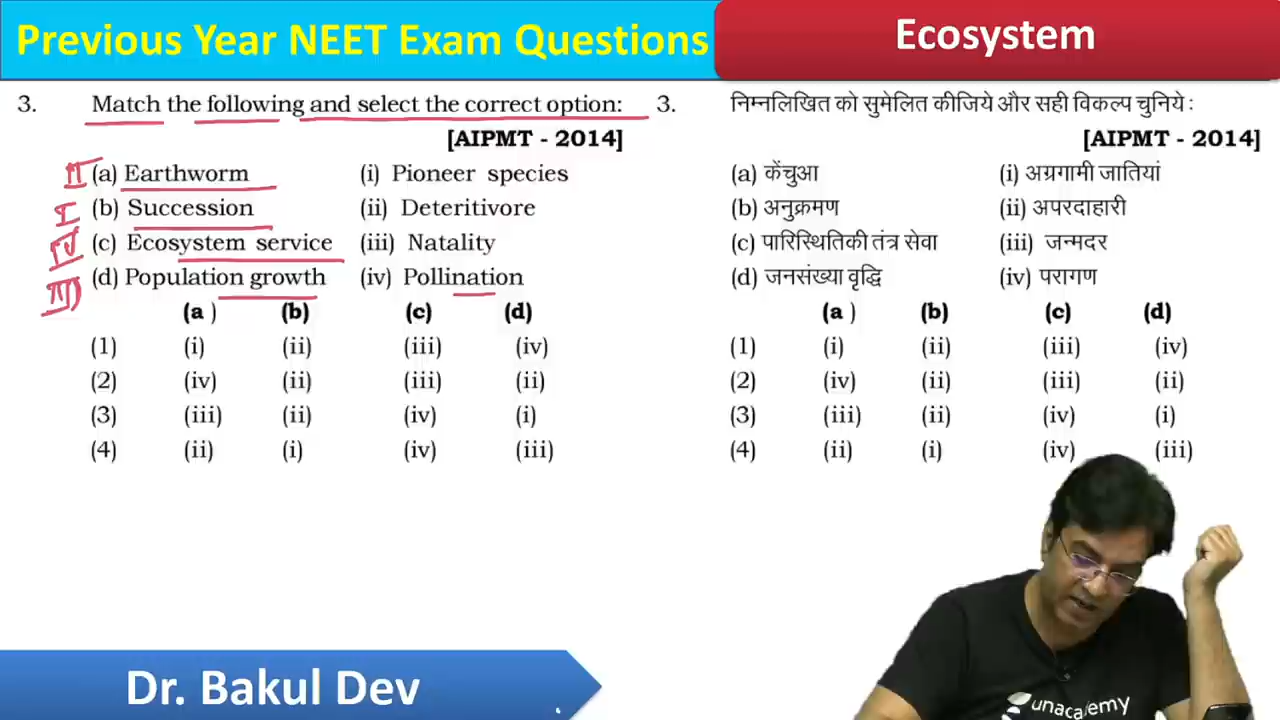 Previous Year NEET Exam Questions
Ecosystem
3. Match the following and select the correct option:
[AIPMT - 2014]
II (a) Earthworm (i) Pioneer species
I (b) Succession (ii) Deteritivore
IV (c) Ecosystem service (iii) Natality
III) (d) Population growth (iv) Pollination
(a ) (b) (c) (d)
(1) (i) (ii) (iii) (iv)
(2) (iv) (ii) (iii) (ii)
(3) (iii) (ii) (iv) (i)
(4) (ii) (i) (iv) (iii)
3. निम्नलिखित को सुमेलित कीजिये और सही विकल्प चुनिये :
[AIPMT - 2014]
(a) केंचुआ (i) अग्रगामी जातियां
(b) अनुक्रमण (ii) अपरदाहारी
(c) पारिस्थितिकी तंत्र सेवा (iii) जन्मदर
(d) जनसंख्या वृद्धि (iv) परागण
(a ) (b) (c) (d)
(1) (i) (ii) (iii) (iv)
(2) (iv) (ii) (iii) (ii)
(3) (iii) (ii) (iv) (i)
(4) (ii) (i) (iv) (iii)
Dr. Bakul Dev
unacademy